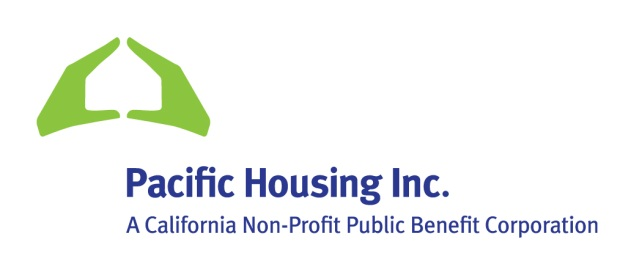 Pacific Housing Inc.
A California Non-Profit Public Benefit Corporation